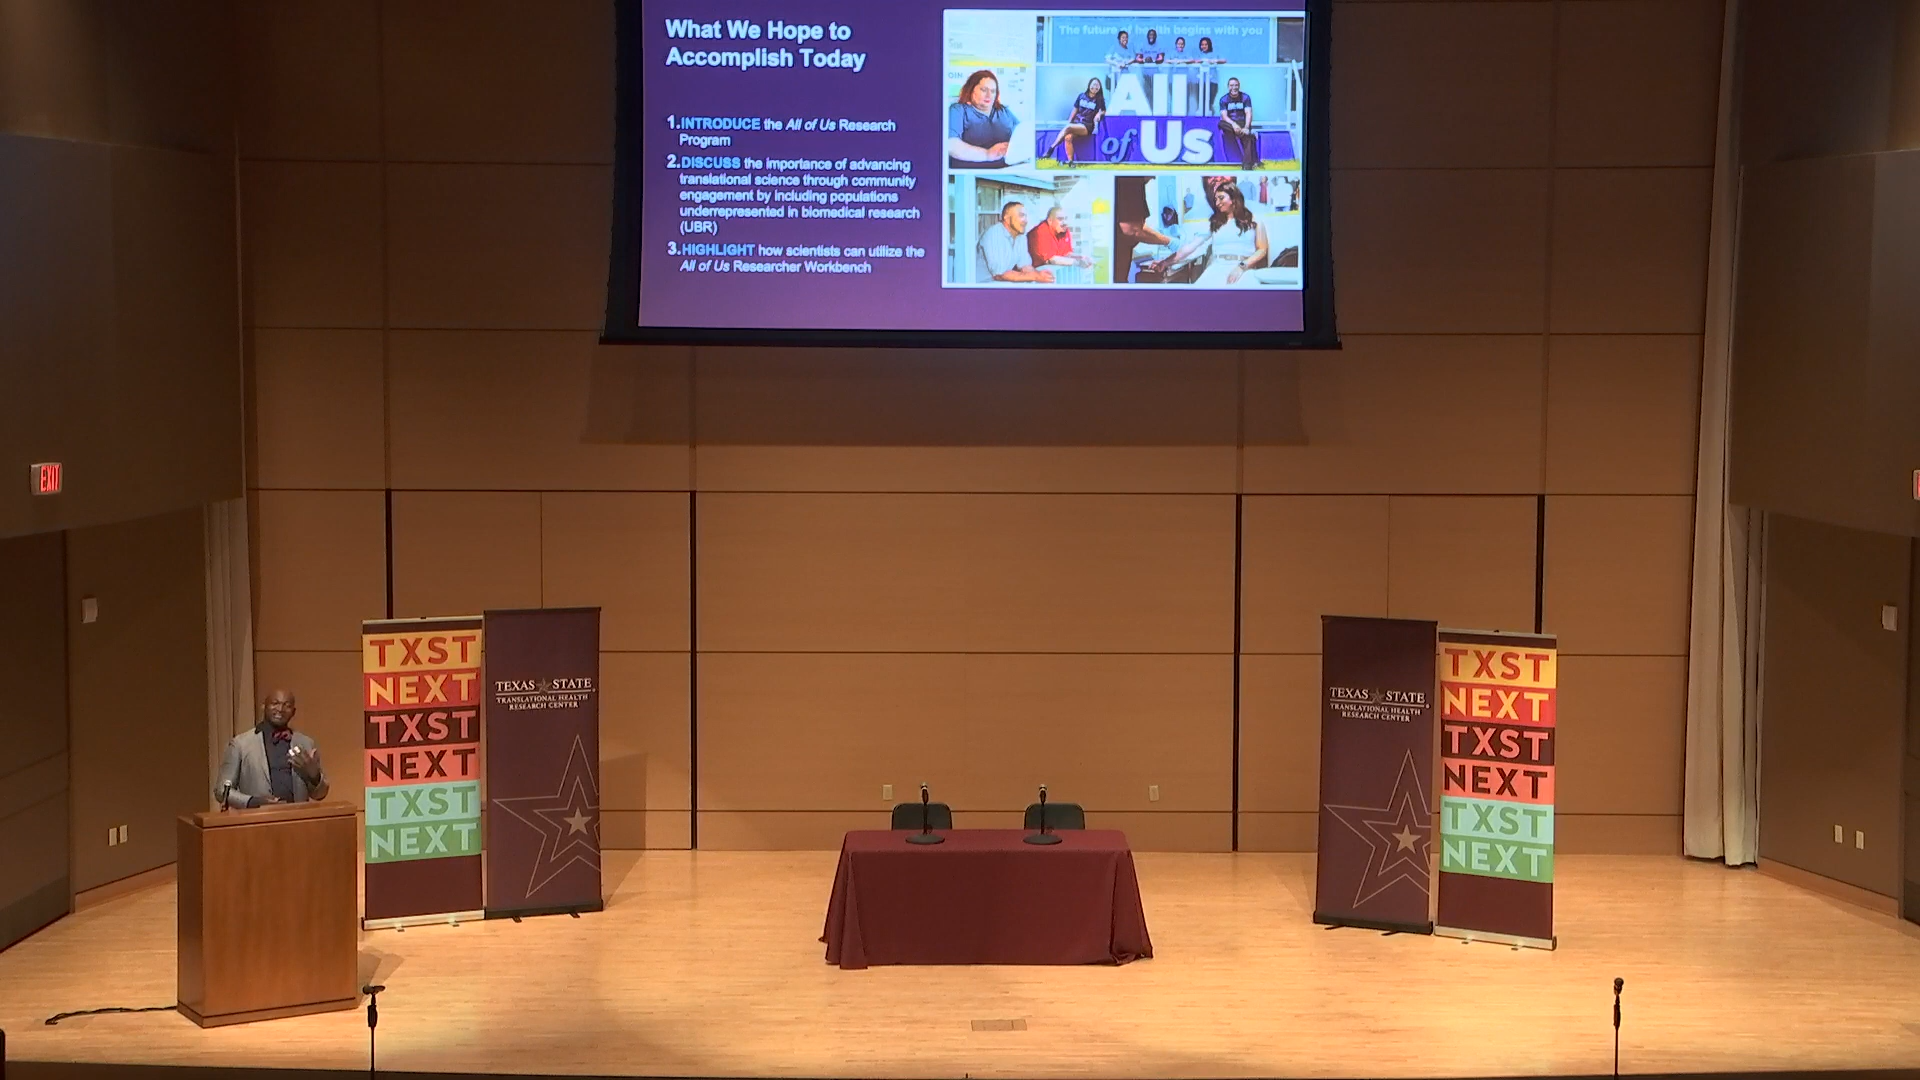 What We Hope to
Accomplish Today
1. INTRODUCE the All of Us Research
Program
2. DISCUSS the importance of advancing
translational science through community
engagement by including populations
underrepresented in biomedical research
(UBR)
3. HIGHLIGHT how scientists can utilize the
All of Us Researcher Workbench
The future of health begins with you
All
of Us
EXIT
TXST
NEXT
TXST
NEXT
TXST
NEXT
TEXAS STATE
TRANSLATIONAL HEALTH
RESEARCH CENTER
TEXAS STATE
TRANSLATIONAL HEALTH
RESEARCH CENTER
TXST
NEXT
TXST
NEXT
TXST
NEXT